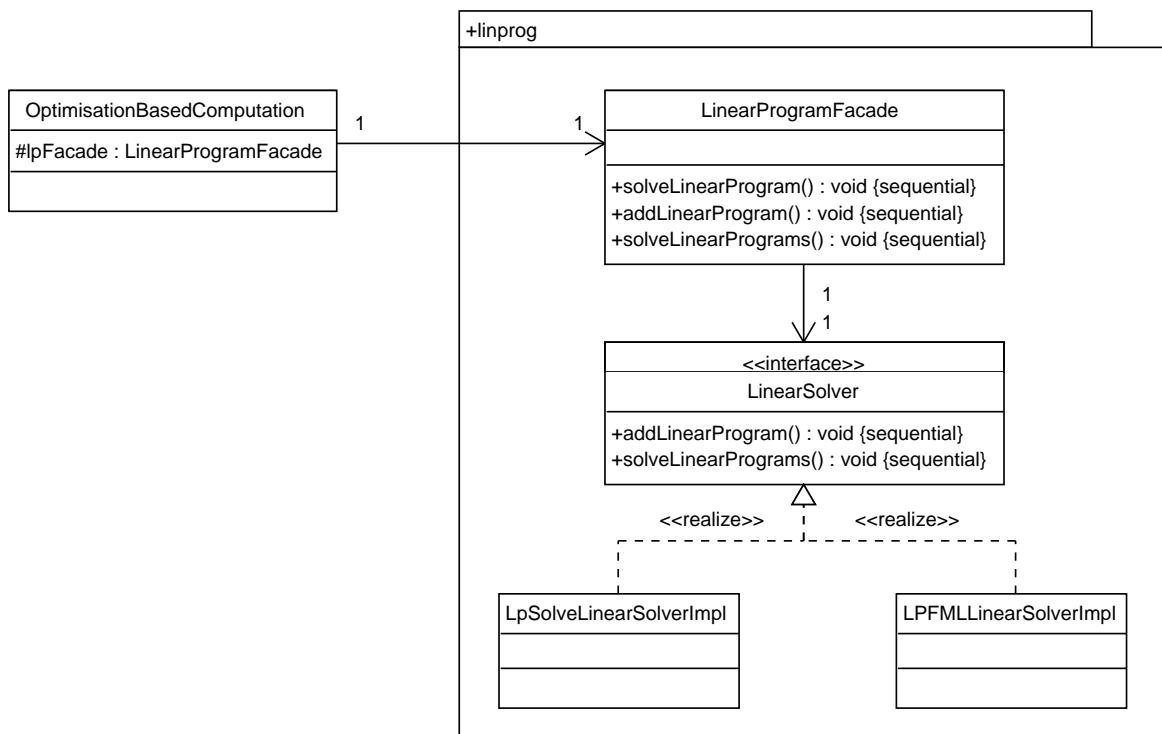 +linprog
OptimisationBasedComputation
#lpFacade : LinearProgramFacade
1
1
LinearProgramFacade
+solveLinearProgram() : void {sequential}
+addLinearProgram() : void {sequential}
+solveLinearPrograms() : void {sequential}
1
1
<<interface>>
LinearSolver
+addLinearProgram() : void {sequential}
+solveLinearPrograms() : void {sequential}
<<realize>>
<<realize>>
LpSolveLinearSolverImpl
LPFMLLinearSolverImpl